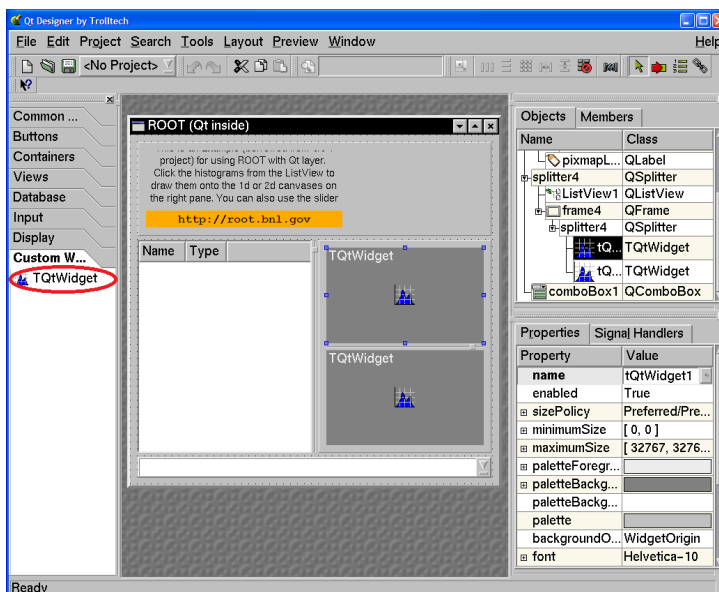 Qt Designer by Trolltech
File Edit Project Search Tools Layout Preview Window Help
<No Project>
Common ...
Buttons
Containers
Views
Database
Input
Display
Custom W...
TQtWidget
ROOT (Qt inside)
project) for using ROOT with Qt layer.
Click the histograms from the ListView to
draw them onto the 1d or 2d canvases on
the right pane. You can also use the slider
http://root.bnl.gov
Name Type
TQtWidget
TQtWidget
Objects Members
Name Class
pixmapL... QLabel
splitter4 QSplitter
ListView1 QListView
frame4 QFrame
splitter4 QSplitter
tQ... TQtWidget
tQ... TQtWidget
comboBox1 QComboBox
Properties Signal Handlers
Property Value
name tQtWidget1
enabled True
sizePolicy Preferred/Pre...
minimumSize [ 0, 0 ]
maximumSize [ 32767, 3276...
paletteForegr...
paletteBackg...
paletteBackg...
palette
backgroundO... WidgetOrigin
font Helvetica-10
Ready